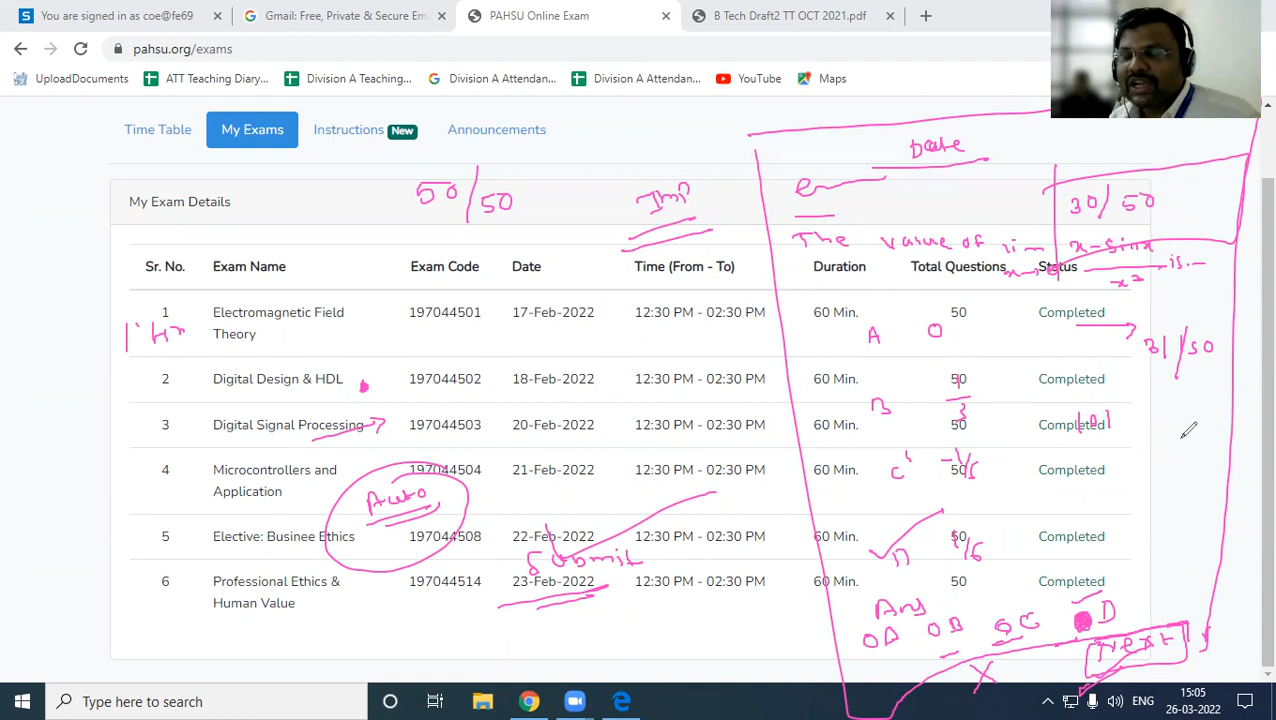 You are signed in as coe@fe69
Gmail: Free, Private & Secure Em
PAHSU Online Exam
B Tech Draft2 TT OCT 2021.pdf
pahsu.org/exams
UploadDocuments
ATT Teaching Diary...
Division A Teaching...
Division A Attendan...
Division A Attendan...
YouTube
Maps
Time Table
My Exams
Instructions New
Announcements
Date
50/50
My Exam Details
30/50
The value of
x-sinx
x²
is
Sr. No. Exam Name Exam Code Date Time (From - To) Duration Total Questions Status
1 Electromagnetic Field Theory 197044501 17-Feb-2022 12:30 PM - 02:30 PM 60 Min. 50 Completed
1 Hr
A 0
31/50
2 Digital Design & HDL 197044502 18-Feb-2022 12:30 PM - 02:30 PM 60 Min. 50 Completed
B 1/3
3 Digital Signal Processing 197044503 20-Feb-2022 12:30 PM - 02:30 PM 60 Min. 50 Completed
4 Microcontrollers and Application 197044504 21-Feb-2022 12:30 PM - 02:30 PM 60 Min. 50 Completed
Auto
C
5 Elective: Businee Ethics 197044508 22-Feb-2022 12:30 PM - 02:30 PM 60 Min. 50 Completed
Submit
D 1/6
6 Professional Ethics & Human Value 197044514 23-Feb-2022 12:30 PM - 02:30 PM 60 Min. 50 Completed
Ans
A B C D
Next
X
Type here to search
ENG
15:05
26-03-2022